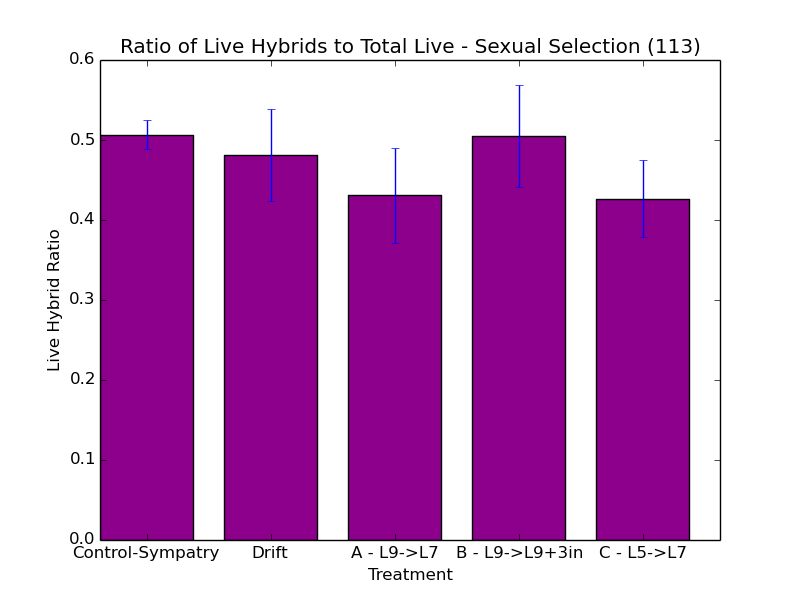 Ratio of Live Hybrids to Total Live - Sexual Selection (113)
0.6
0.5
0.4
0.3
0.2
0.1
0.0
Live Hybrid Ratio
Control-Sympatry Drift A - L9->L7 B - L9->L9+3in C - L5->L7
Treatment